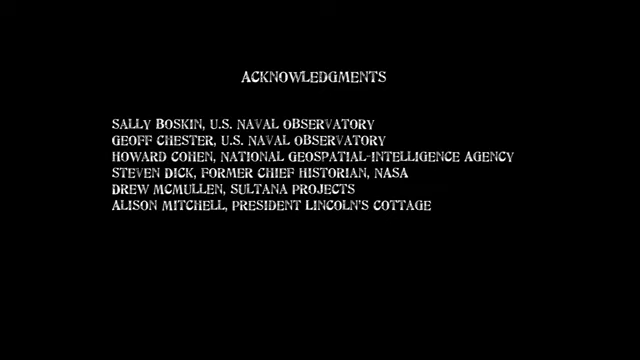 ACKNOWLEDGMENTS
SALLY BOSKIN, U.S. NAVAL OBSERVATORY
GEOFF CHESTER, U.S. NAVAL OBSERVATORY
HOWARD COHEN, NATIONAL GEOSPATIAL-INTELLIGENCE AGENCY
STEVEN DICK, FORMER CHIEF HISTORIAN, NASA
DREW MCMULLEN, SULTANA PROJECTS
ALISON MITCHELL, PRESIDENT LINCOLN'S COTTAGE